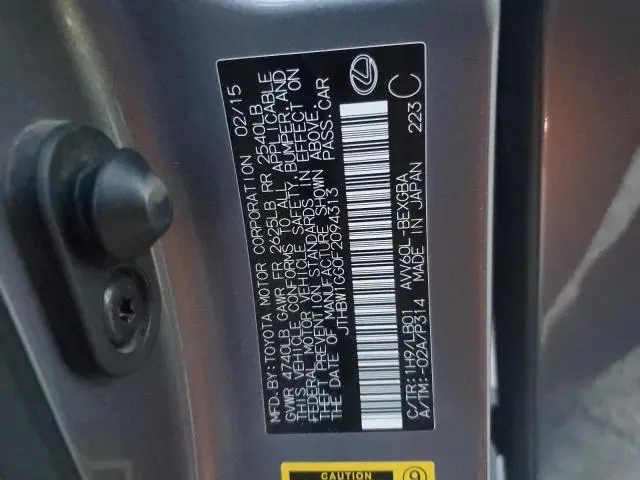 MFD. BY: TOYOTA MOTOR CORPORATION 02/15
GVWR 4740LB GAWR FR 2625LB RR 2540LB
THIS VEHICLE CONFORMS TO ALL APPLICABLE
FEDERAL MOTOR VEHICLE SAFETY, BUMPER, AND
THEFT PREVENTION STANDARDS IN EFFECT ON
THE DATE OF MANUFACTURE SHOWN ABOVE.
JTHBW1GG0F2094313 PASS. CAR
C/TR: 1H9/LB01 AVV60L-BEXGBA
A/TM: -02A/P314 MADE IN JAPAN 223 C
CAUTION